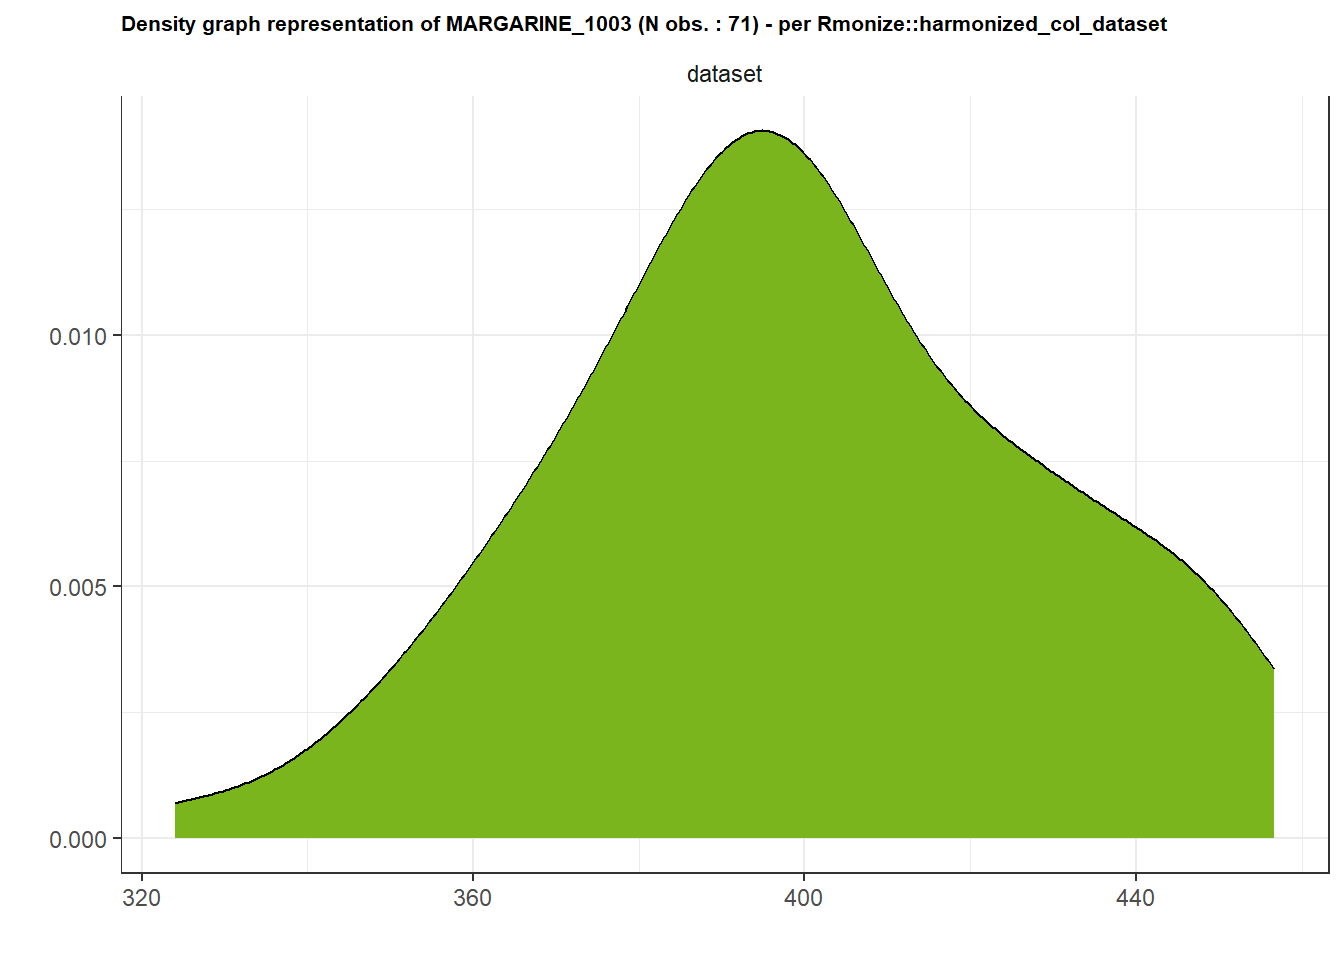 Density graph representation of MARGARINE_1003 (N obs. : 71) - per Rmonize::harmonized_col_dataset
dataset
0.010
0.005
0.000
320 360 400 440